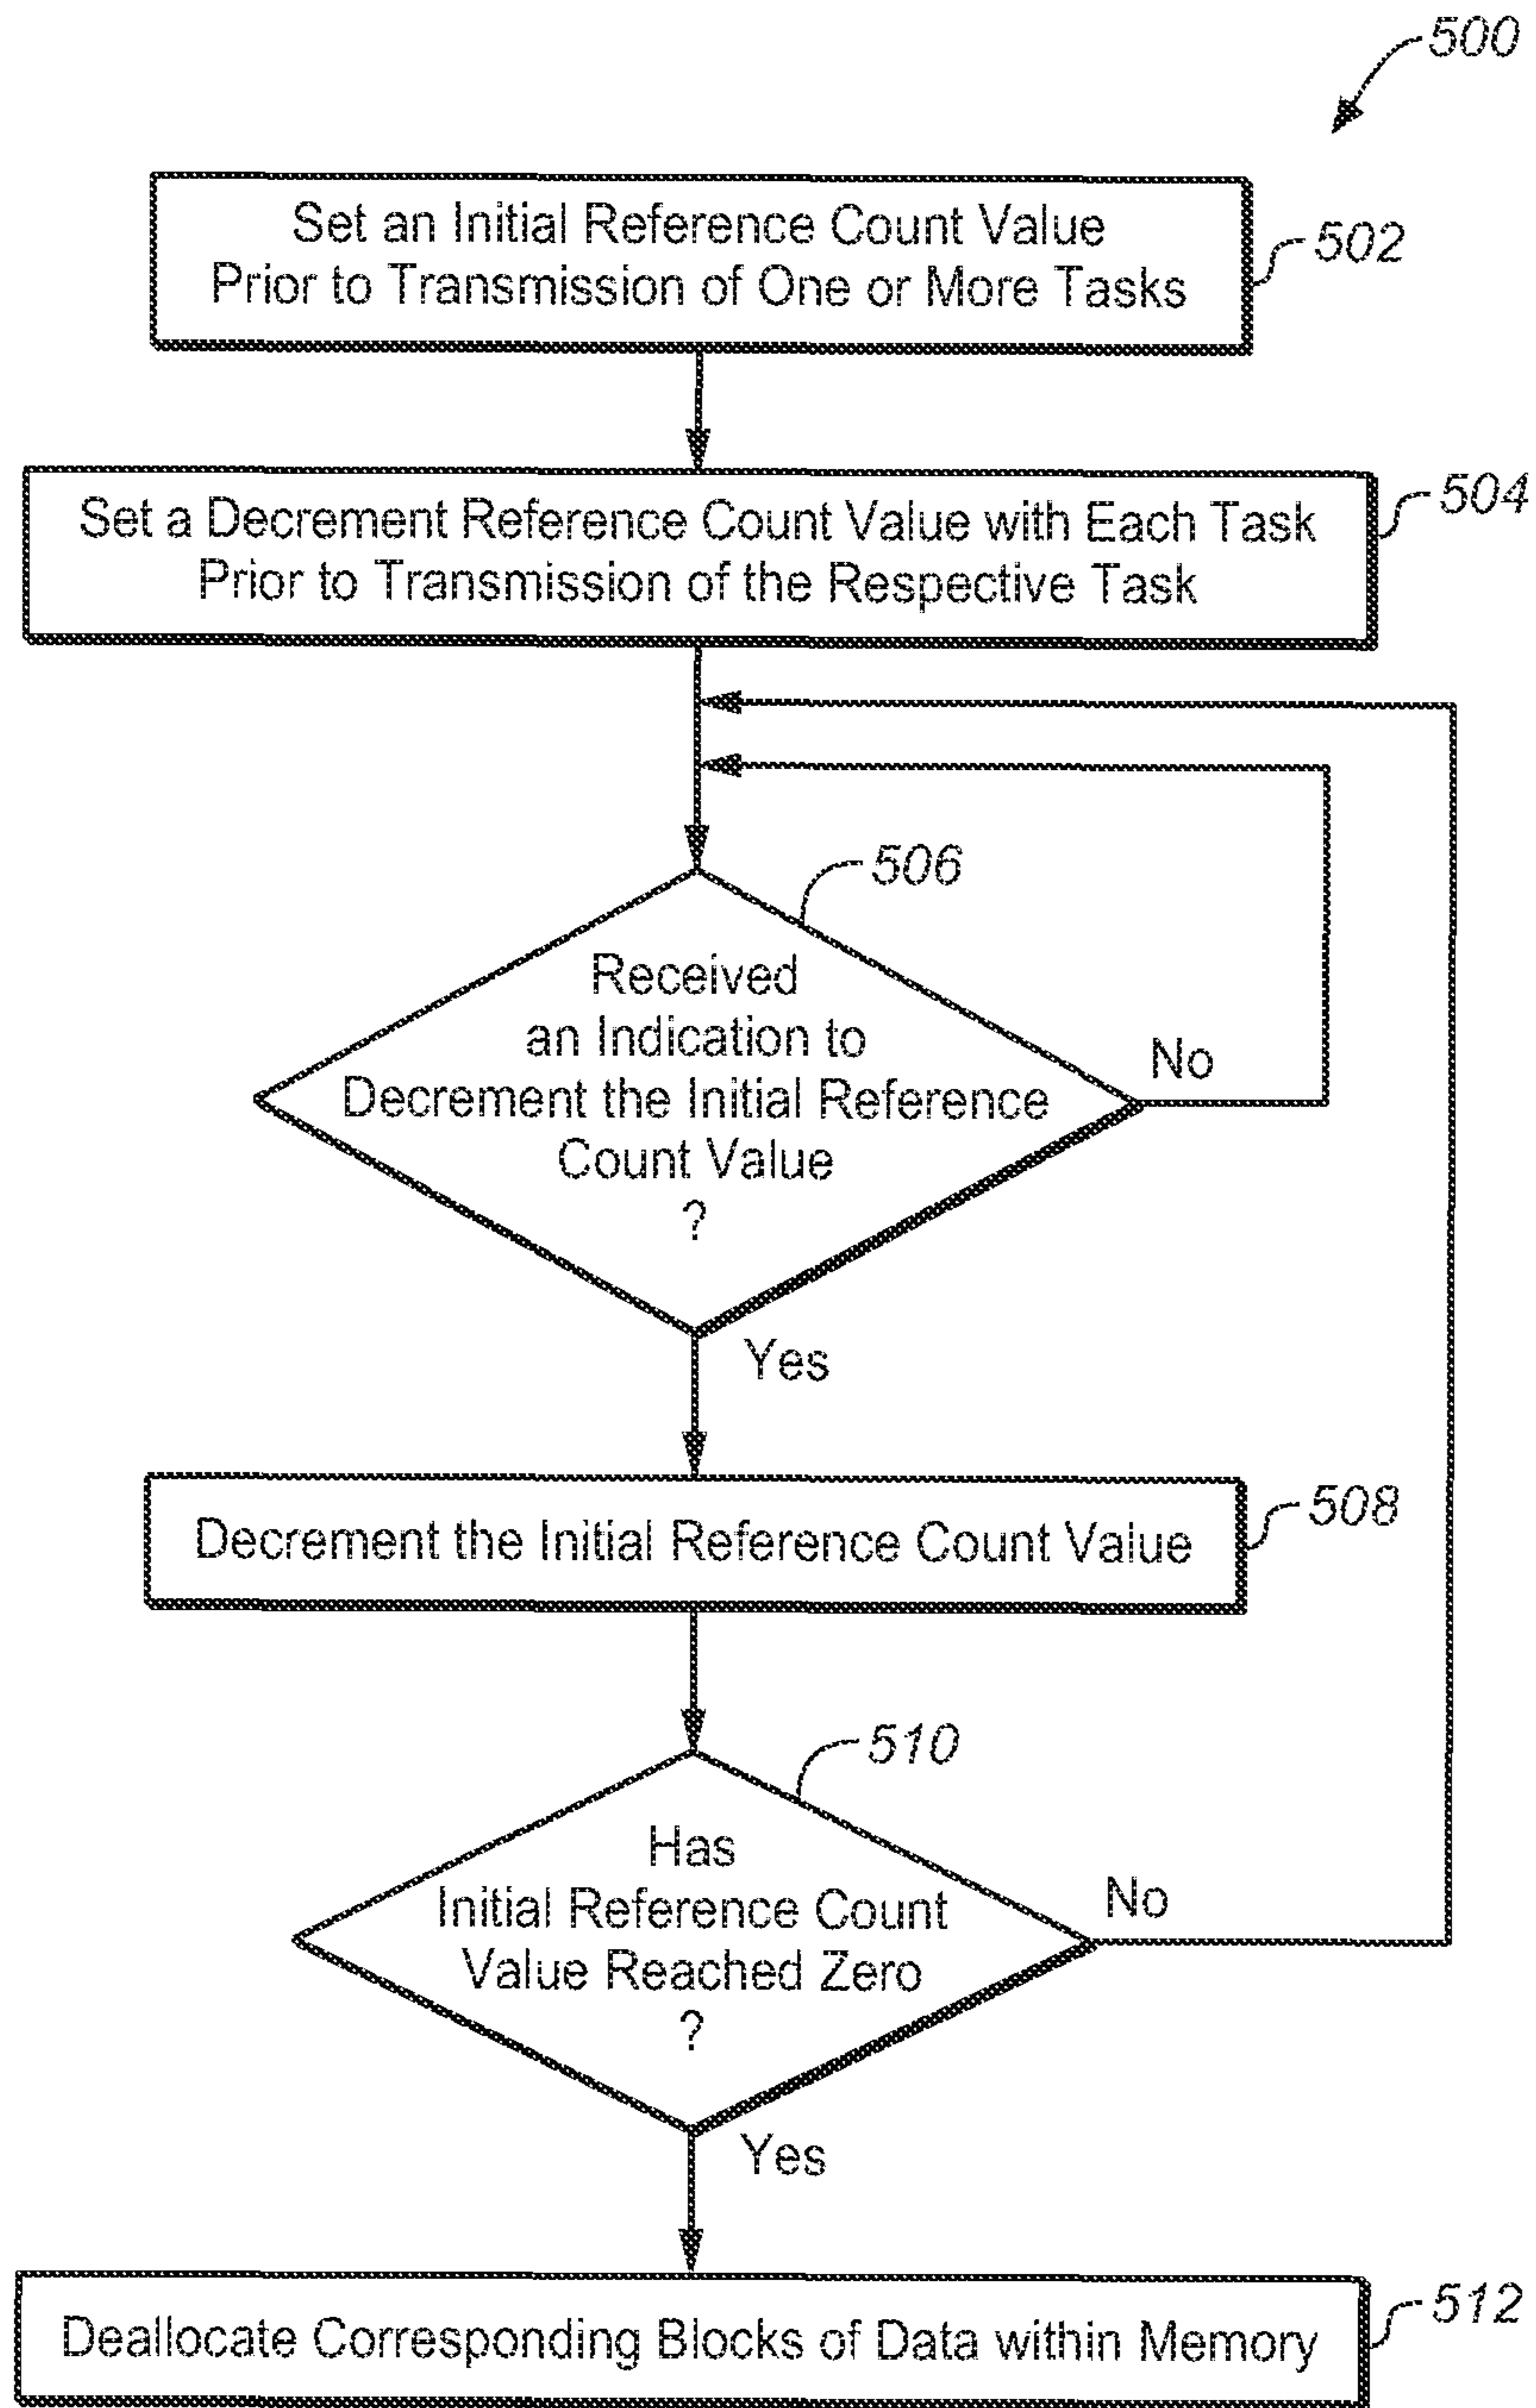 500
Set an Initial Reference Count Value
Prior to Transmission of One or More Tasks
502
Set a Decrement Reference Count Value with Each Task
Prior to Transmission of the Respective Task
504
506
Received
an Indication to
Decrement the Initial Reference
Count Value
?
No
Yes
Decrement the Initial Reference Count Value
508
510
Has
Initial Reference Count
Value Reached Zero
?
No
Yes
Deallocate Corresponding Blocks of Data within Memory
512